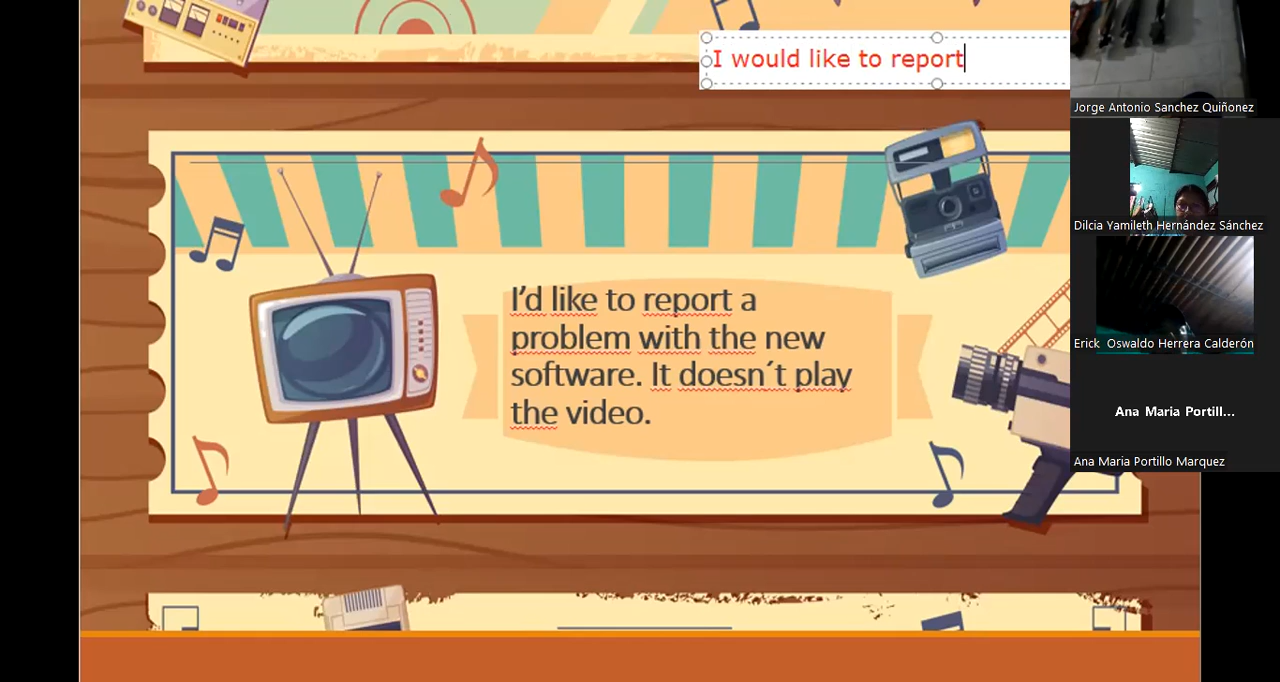 I would like to report
I’d like to report a
problem with the new
software. It doesn´t play
the video.
Jorge Antonio Sanchez Quiñonez
Dilcia Yamileth Hernández Sánchez
Erick  Oswaldo Herrera Calderón
Ana Maria Portill...
Ana Maria Portillo Marquez